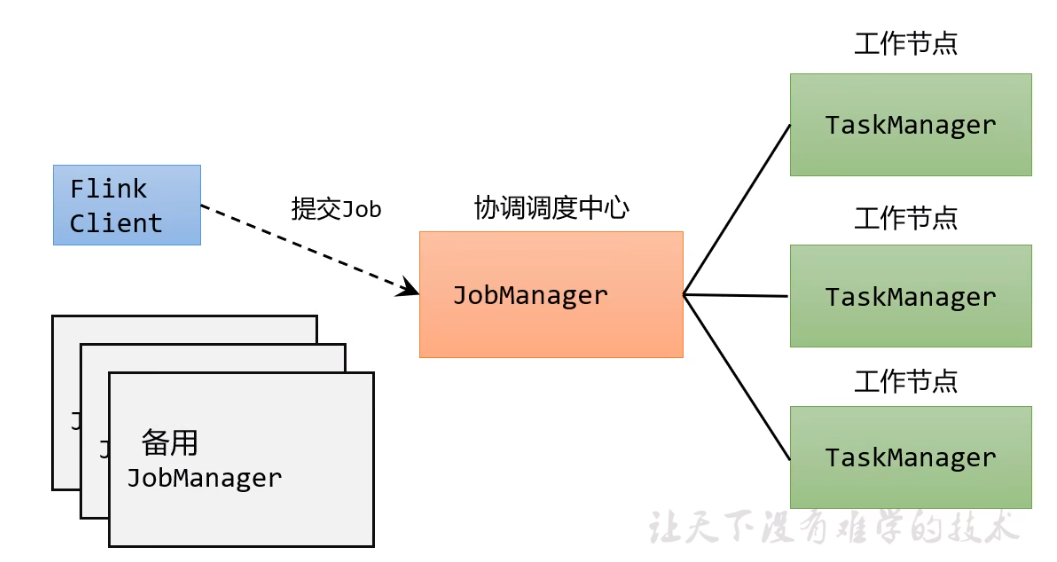 工作节点
TaskManager
Flink
Client
提交Job
协调调度中心
JobManager
工作节点
TaskManager
工作节点
TaskManager
J
J
备用
JobManager
让天下没有难学的技术